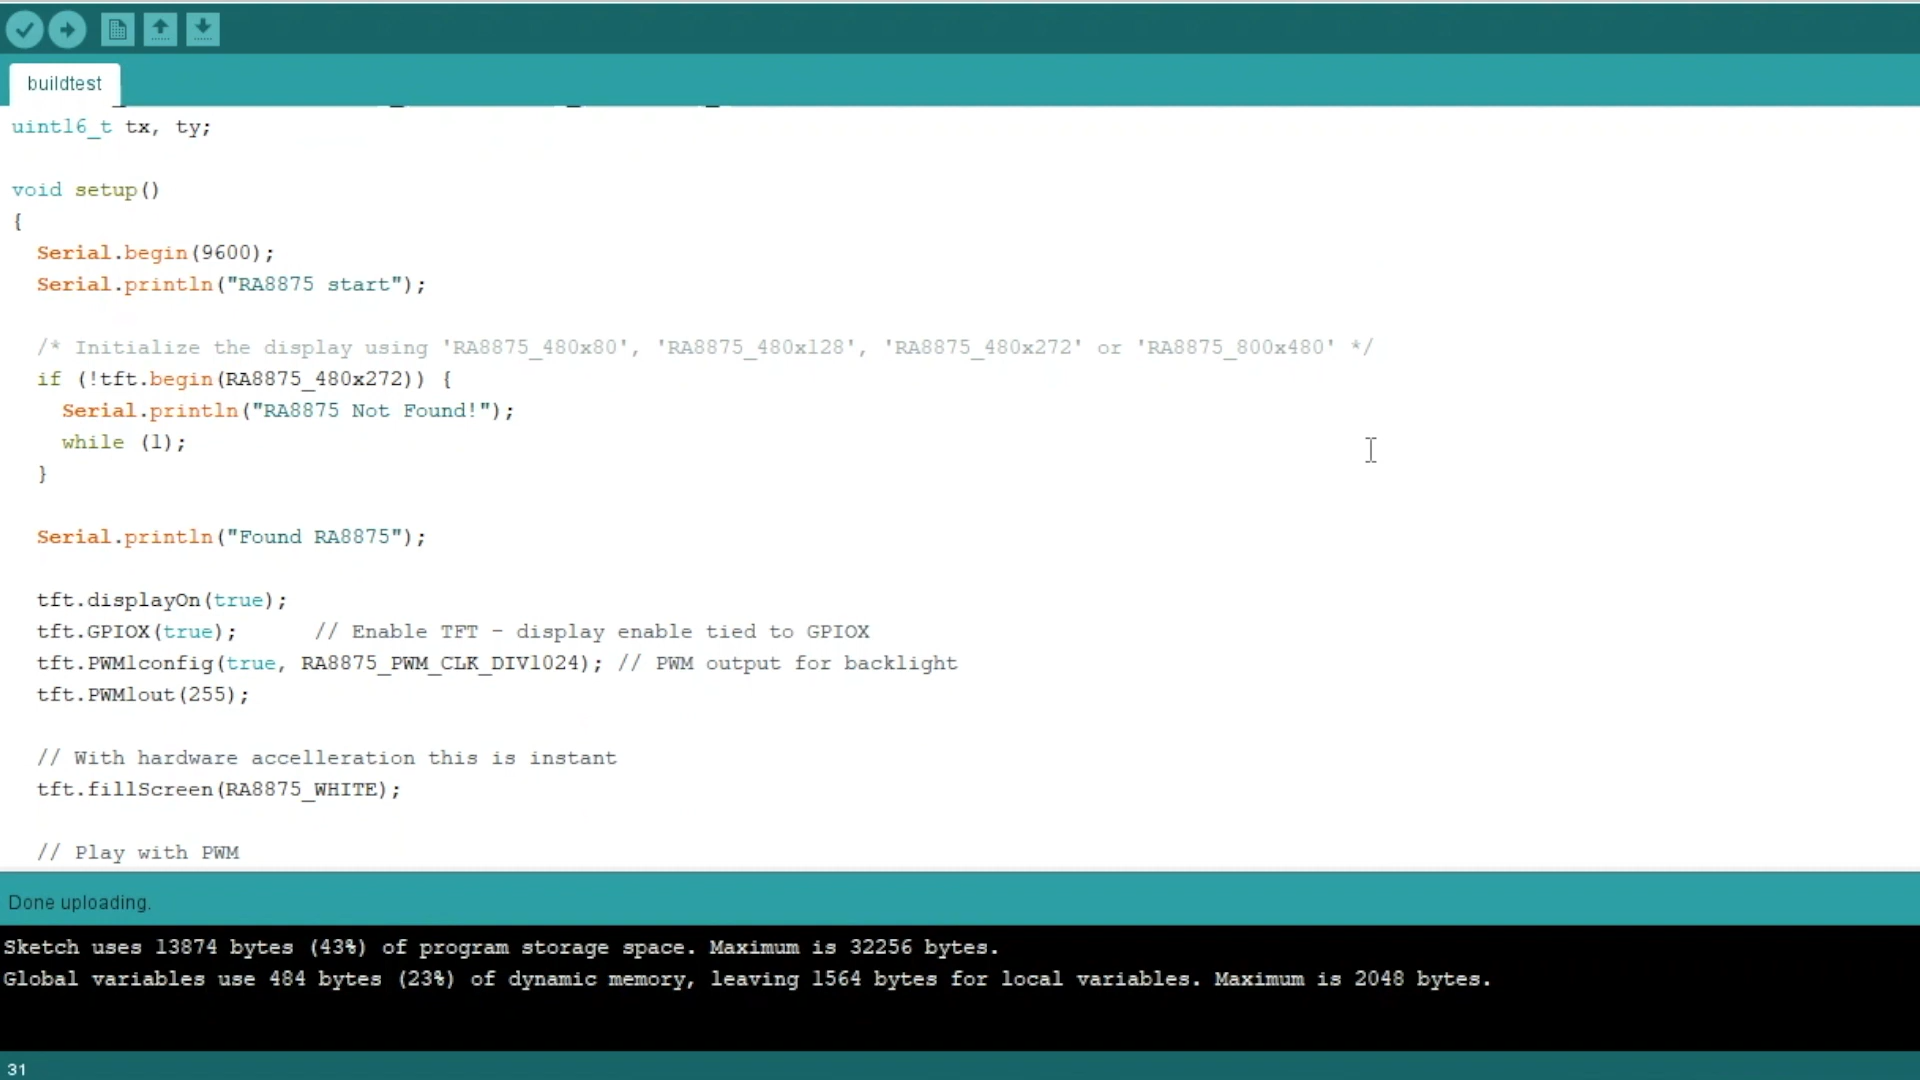 buildtest
uint16_t tx, ty;
void setup()
{
Serial.begin(9600);
Serial.println("RA8875 start");
/* Initialize the display using 'RA8875_480x80', 'RA8875_480x128', 'RA8875_480x272' or 'RA8875_800x480' */
if (!tft.begin(RA8875_480x272)) {
Serial.println("RA8875 Not Found!");
while (1);
}
Serial.println("Found RA8875");
tft.displayOn(true);
tft.GPIOX(true); // Enable TFT - display enable tied to GPIOX
tft.PWM1config(true, RA8875_PWM_CLK_DIV1024); // PWM output for backlight
tft.PWM1out(255);
// With hardware accelleration this is instant
tft.fillScreen(RA8875_WHITE);
// Play with PWM
Done uploading.
Sketch uses 13874 bytes (43%) of program storage space. Maximum is 32256 bytes.
Global variables use 484 bytes (23%) of dynamic memory, leaving 1564 bytes for local variables. Maximum is 2048 bytes.
31